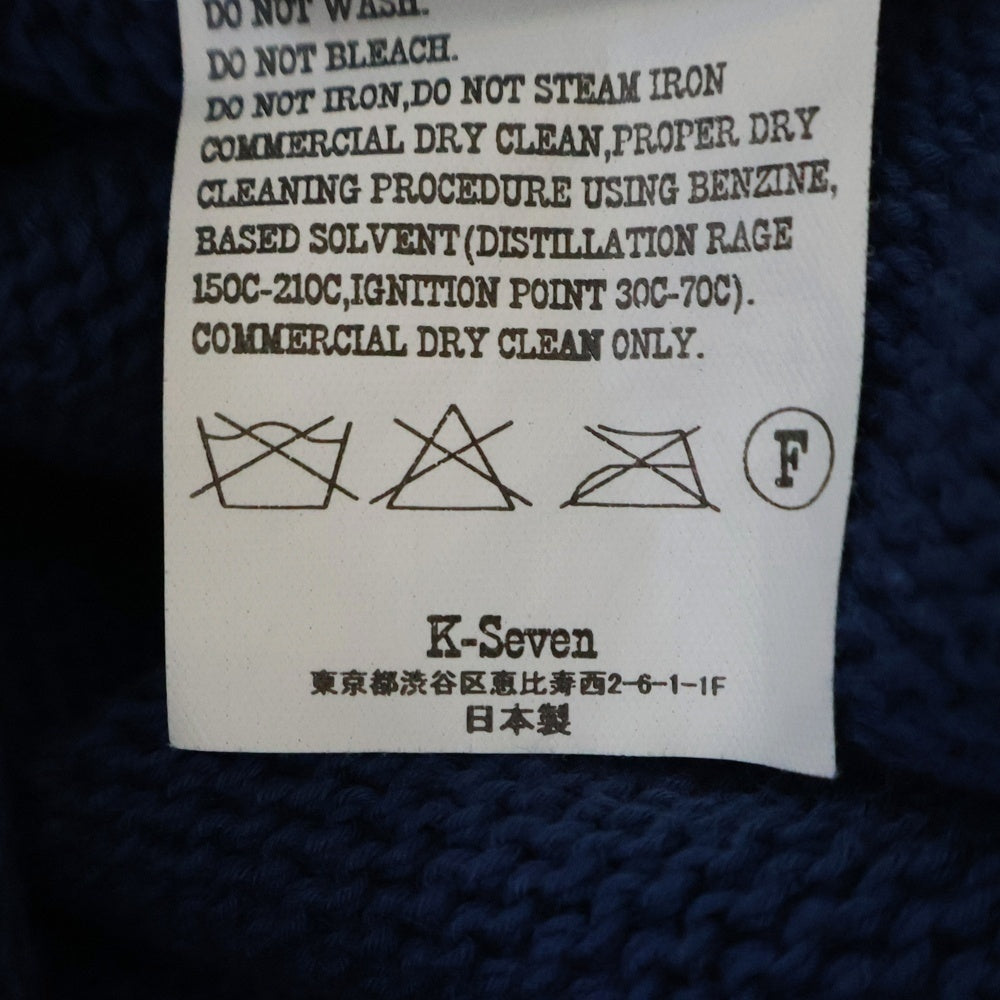 DO NOT WASH.
DO NOT BLEACH.
DO NOT IRON,DO NOT STEAM IRON
COMMERCIAL DRY CLEAN,PROPER DRY
CLEANING PROCEDURE USING BENZINE,
BASED SOLVENT(DISTILLATION RAGE
150C-210C,IGNITION POINT 30C-70C).
COMMERCIAL DRY CLEAN ONLY.
F
K-Seven
東京都渋谷区恵比寿西2-6-1-1F
日本製